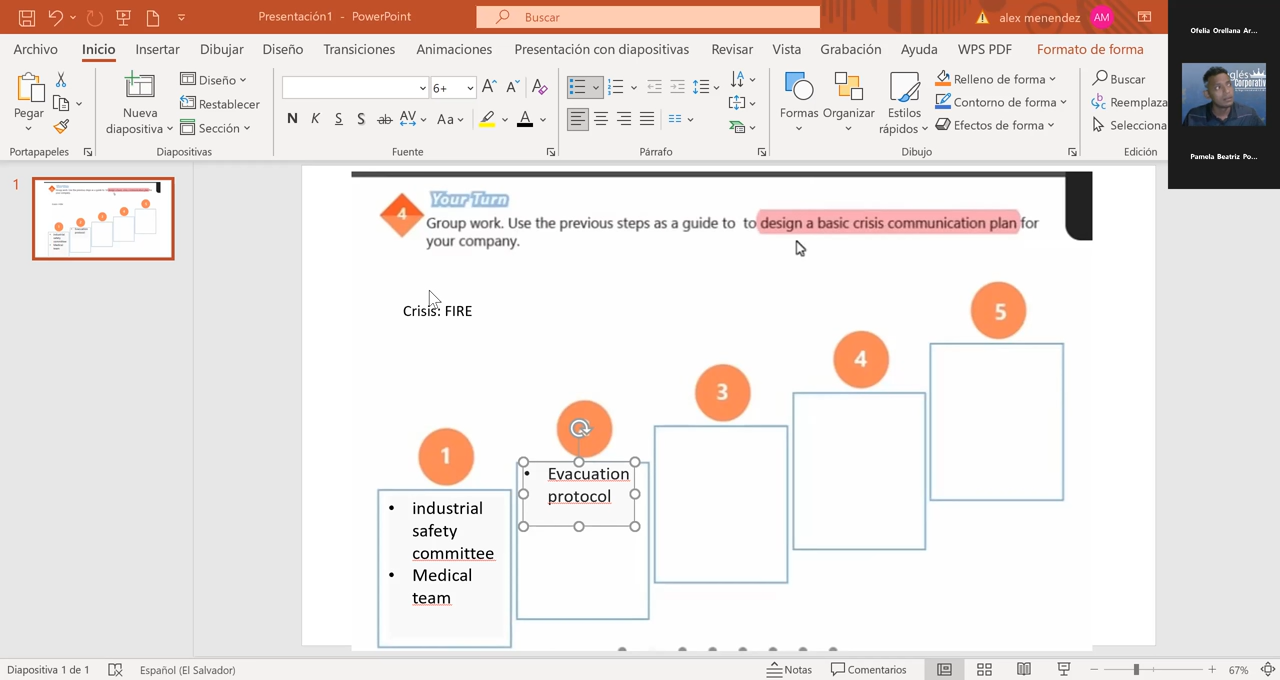 Presentación1 - PowerPoint
Buscar
alex menendez
AM
Ofelia Orellana Ar...
Archivo
Inicio
Insertar
Dibujar
Diseño
Transiciones
Animaciones
Presentación con diapositivas
Revisar
Vista
Grabación
Ayuda
WPS PDF
Formato de forma
Pegar
Portapapeles
Nueva diapositiva
Diseño
Restablecer
Sección
Diapositivas
6+
N K S S ab AV Aa A
Fuente
Párrafo
Formas
Organizar
Estilos rápidos
Relleno de forma
Contorno de forma
Efectos de forma
Dibujo
Buscar
Reemplaza
Selecciona
Edición
Pamela Beatriz Po...
1
4
Your Turn
Group work. Use the previous steps as a guide to to design a basic crisis communication plan for
your company.
Crisis: FIRE
1
industrial
safety
committee
Medical
team
Evacuation
protocol
3
4
5
Diapositiva 1 de 1
Español (El Salvador)
Notas
Comentarios
67%